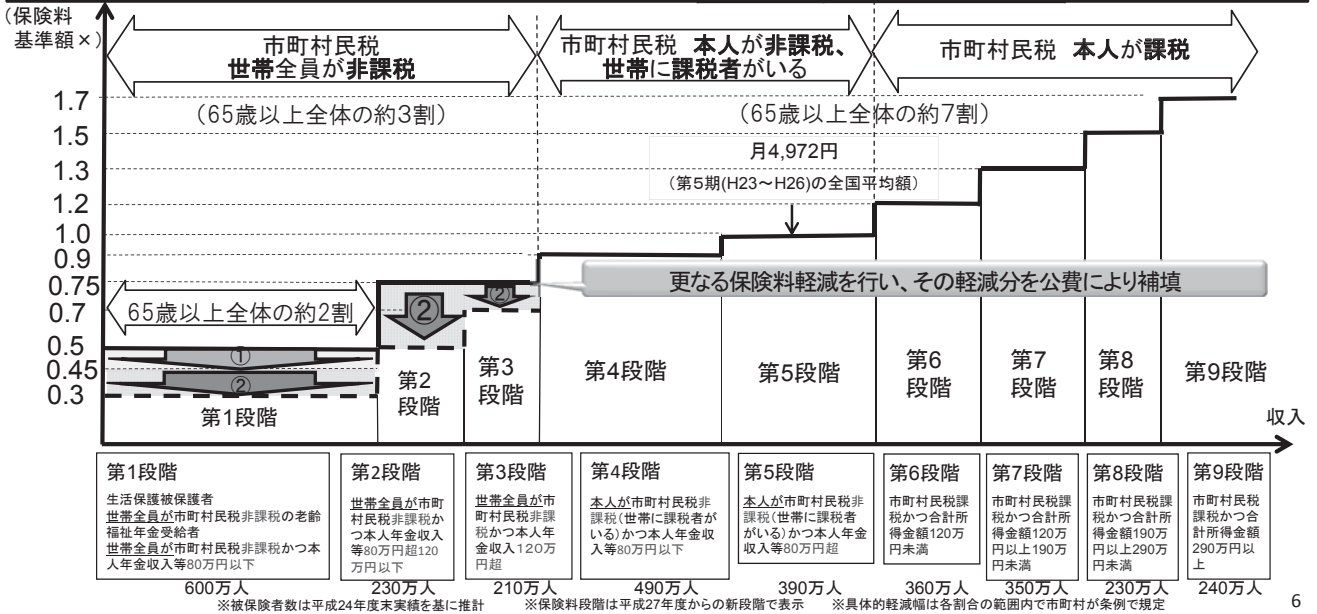 (保険料
基準額×)
市町村民税
世帯全員が非課税
市町村民税 本人が非課税、
世帯に課税者がいる
市町村民税 本人が課税
(65歳以上全体の約3割)
(65歳以上全体の約7割)
1.7
1.5
1.3
1.2
1.0
0.9
0.75
0.7
0.5
0.45
0.3
月4,972円
(第5期(H23～H26)の全国平均額)
更なる保険料軽減を行い、その軽減分を公費により補填
65歳以上全体の約2割
①
②
②
②
第1段階
第2
段階
第3
段階
第4段階
第5段階
第6
段階
第7
段階
第8
段階
第9段階
収入
第1段階
生活保護被保護者
世帯全員が市町村民税非課税の老齢
福祉年金受給者
世帯全員が市町村民税非課税かつ本
人年金収入等80万円以下
600万人
第2段階
世帯全員が市町
村民税非課税か
つ本人年金収入
等80万円超120
万円以下
230万人
第3段階
世帯全員が市
町村民税非課
税かつ本人年
金収入120万
円超
210万人
第4段階
本人が市町村民税非
課税(世帯に課税者が
いる)かつ本人年金収
入等80万円以下
490万人
第5段階
本人が市町村民税非
課税(世帯に課税者
がいる)かつ本人年金
収入等80万円超
390万人
第6段階
市町村民税課
税かつ合計所
得金額120万
円未満
360万人
第7段階
市町村民税課
税かつ合計所
得金額120万
円以上190万
円未満
350万人
第8段階
市町村民税課
税かつ合計所
得金額190万
円以上290万
円未満
230万人
第9段階
市町村民税
課税かつ合
計所得金額
290万円以
上
240万人
※被保険者数は平成24年度末実績を基に推計 ※保険料段階は平成27年度からの新段階で表示 ※具体的軽減幅は各割合の範囲内で市町村が条例で規定
6